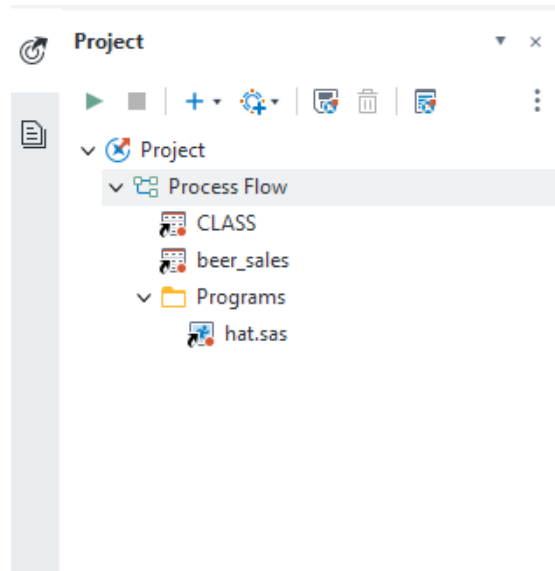 Project
Project
Process Flow
CLASS
beer_sales
Programs
hat.sas